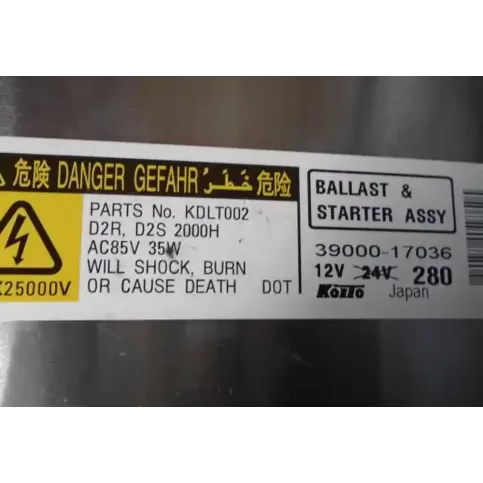 危険 DANGER GEFAHR خَطَر 危险
PARTS No. KDLT002
D2R, D2S 2000H
AC85V 35W
WILL SHOCK, BURN
OR CAUSE DEATH DOT
25000V
BALLAST &
STARTER ASSY
39000-17036
12V 24V 280
KOITO Japan